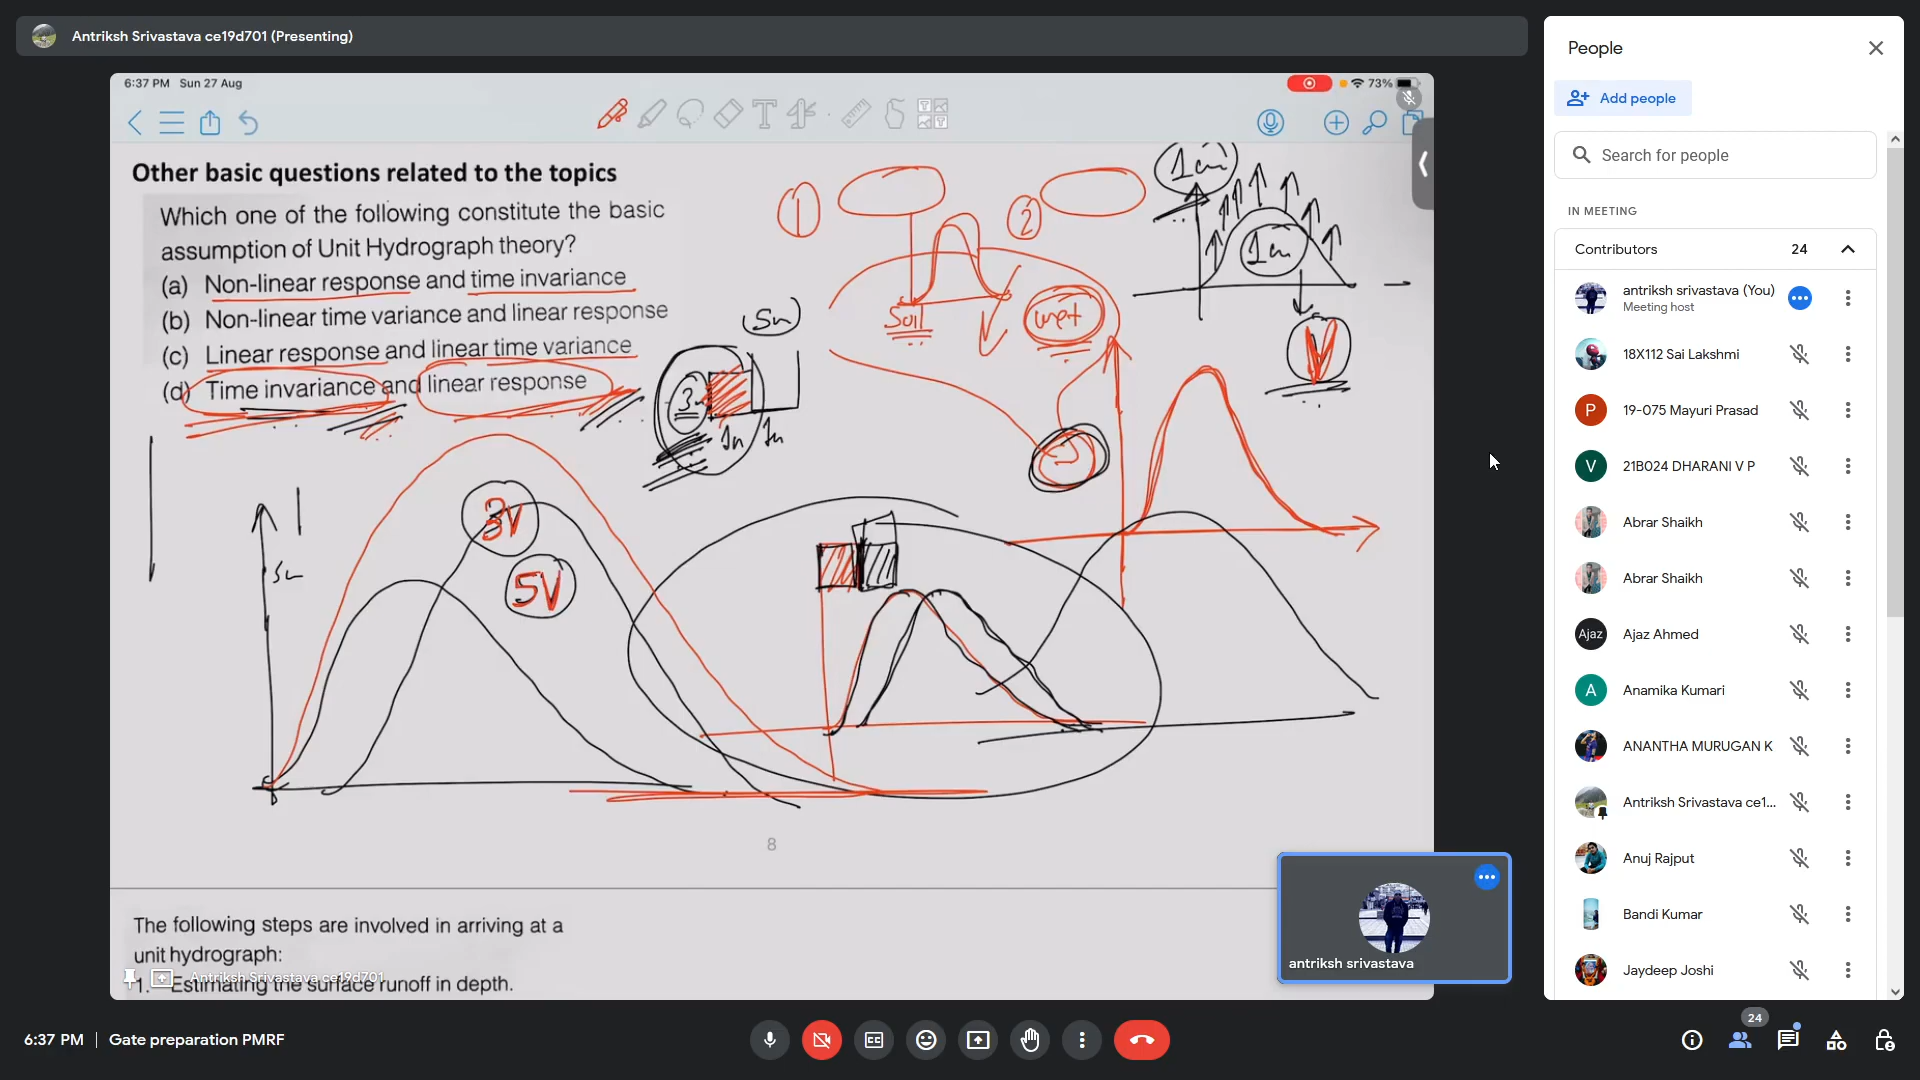 Antriksh Srivastava ce19d701 (Presenting)
6:37 PM Sun 27 Aug
73%
Other basic questions related to the topics
Which one of the following constitute the basic
assumption of Unit Hydrograph theory?
(a) Non-linear response and time invariance
(b) Non-linear time variance and linear response
(c) Linear response and linear time variance
(d) Time invariance and linear response
1
2
1cm
1cm
Soil
wet
V
3V
5V
8
The following steps are involved in arriving at a
unit hydrograph:
1. Estimating the surface runoff in depth.
Antriksh Srivastava ce19d701
antriksh srivastava
People
Add people
Search for people
IN MEETING
Contributors 24
antriksh srivastava (You)
Meeting host
18X112 Sai Lakshmi
P 19-075 Mayuri Prasad
V 21B024 DHARANI V P
Abrar Shaikh
Abrar Shaikh
Ajaz Ajaz Ahmed
A Anamika Kumari
ANANTHA MURUGAN K
Antriksh Srivastava ce1...
Anuj Rajput
Bandi Kumar
Jaydeep Joshi
6:37 PM | Gate preparation PMRF
24